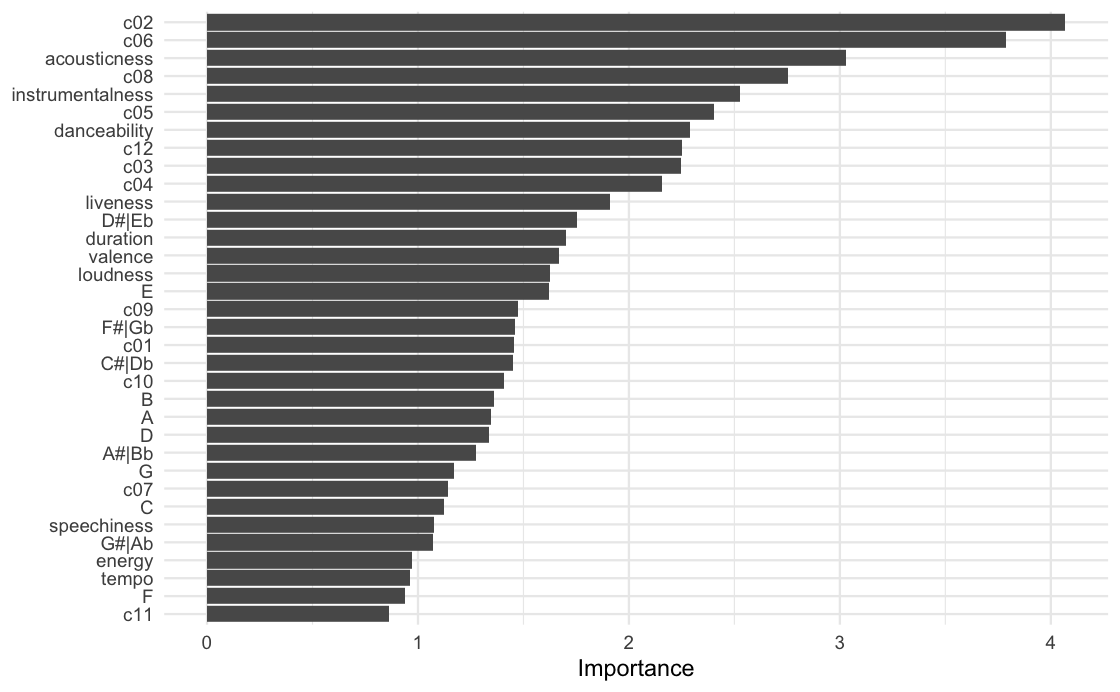 c02
c06
acousticness
c08
instrumentalness
c05
danceability
c12
c03
c04
liveness
D#|Eb
duration
valence
loudness
E
c09
F#|Gb
c01
C#|Db
c10
B
A
D
A#|Bb
G
c07
C
speechiness
G#|Ab
energy
tempo
F
c11
0 1 2 3 4
Importance